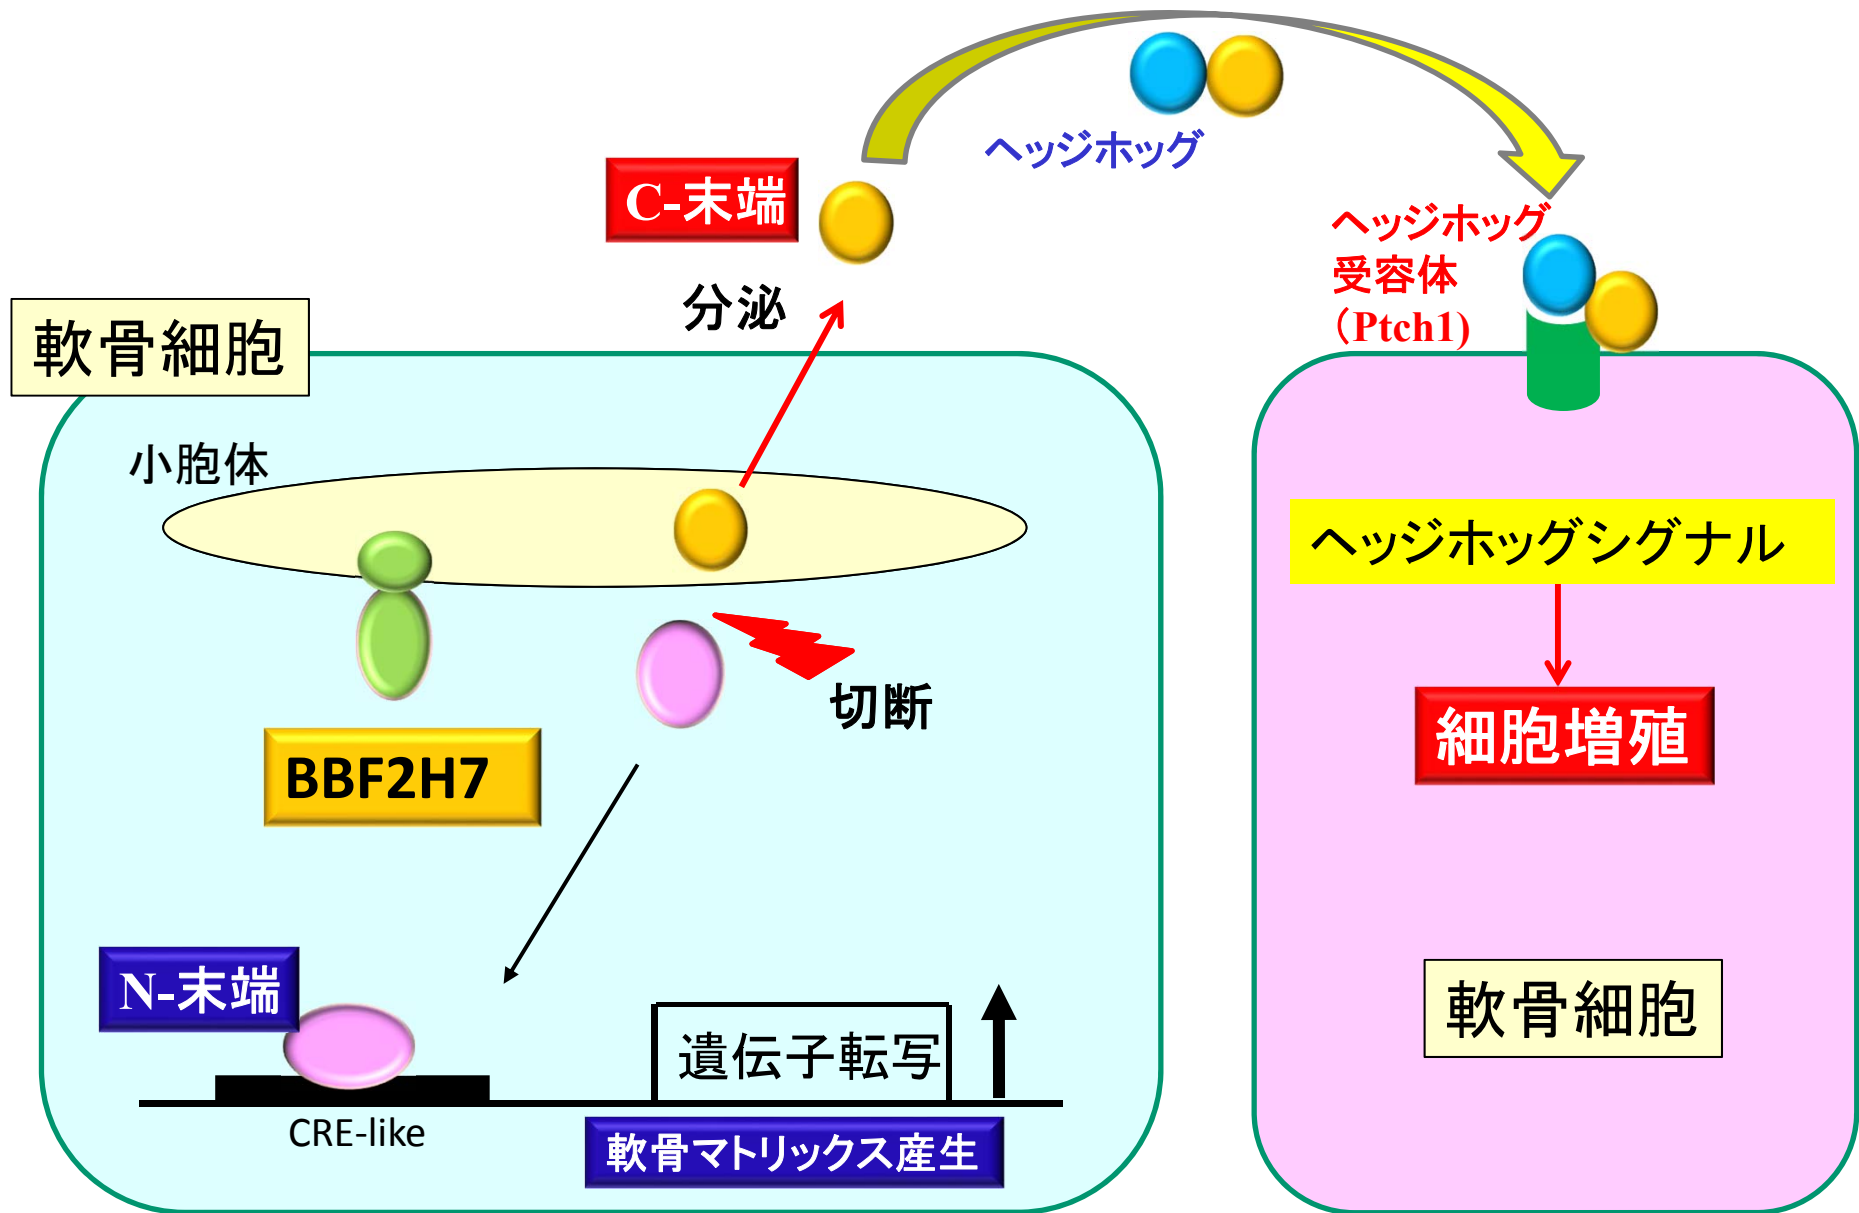 ヘッジホッグ
C-末端
ヘッジホッグ
受容体
（Ptch1)
分泌
軟骨細胞
小胞体
ヘッジホッグシグナル
切断
細胞増殖
BBF2H7
N-末端
軟骨細胞
遺伝子転写
CRE-like
軟骨マトリックス産生